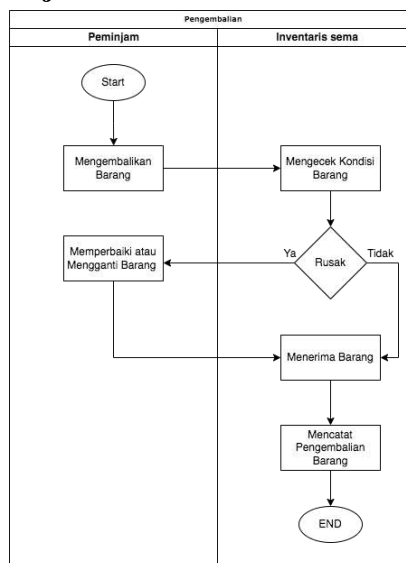 Pengembalian
Peminjam
Inventaris sema
Start
Mengembalikan
Barang
Mengecek Kondisi
Barang
Memperbaiki atau
Mengganti Barang
Ya
Rusak
Tidak
Menerima Barang
Mencatat
Pengembalian
Barang
END